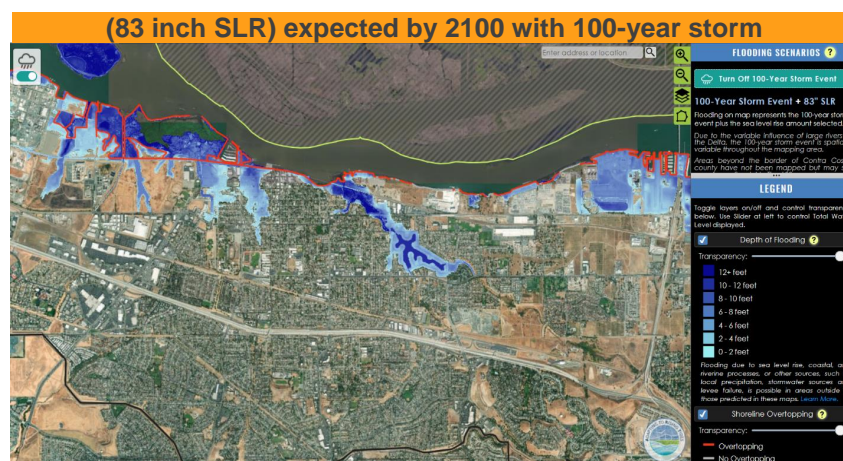 (83 inch SLR) expected by 2100 with 100-year storm
Enter address or location
FLOODING SCENARIOS ?
Turn Off 100-Year Storm Event
100-Year Storm Event + 83" SLR
Flooding on map represents the 100-year stor
event plus the sea level rise amount selected.
Due to the variable influence of large rivers
the Delta, the 100-year storm event is spatia
variable throughout the mapping area.
Areas beyond the border of Contra Cos
county have not been mapped but may
LEGEND
Toggle layers on/off and control transparen
below. Use Slider at left to control Total Wa
Level displayed.
Depth of Flooding ?
Transparency:
12+ feet
10 - 12 feet
8 - 10 feet
6 - 8 feet
4 - 6 feet
2 - 4 feet
0 - 2 feet
Flooding due to sea level rise, coastal, a
riverine processes, or other sources, such
local precipitation, stormwater sources a
levee failure, is possible in areas outside
those predicted in these maps. Learn More.
Shoreline Overtopping ?
Transparency:
Overtopping
No Overtopping